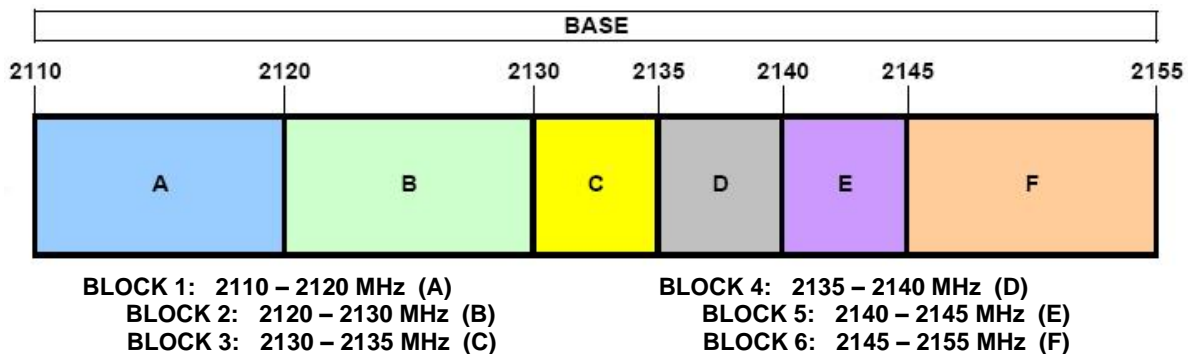 BASE
2110 2120 2130 2135 2140 2145 2155
A B C D E F
BLOCK 1: 2110 – 2120 MHz (A)
BLOCK 2: 2120 – 2130 MHz (B)
BLOCK 3: 2130 – 2135 MHz (C)
BLOCK 4: 2135 – 2140 MHz (D)
BLOCK 5: 2140 – 2145 MHz (E)
BLOCK 6: 2145 – 2155 MHz (F)